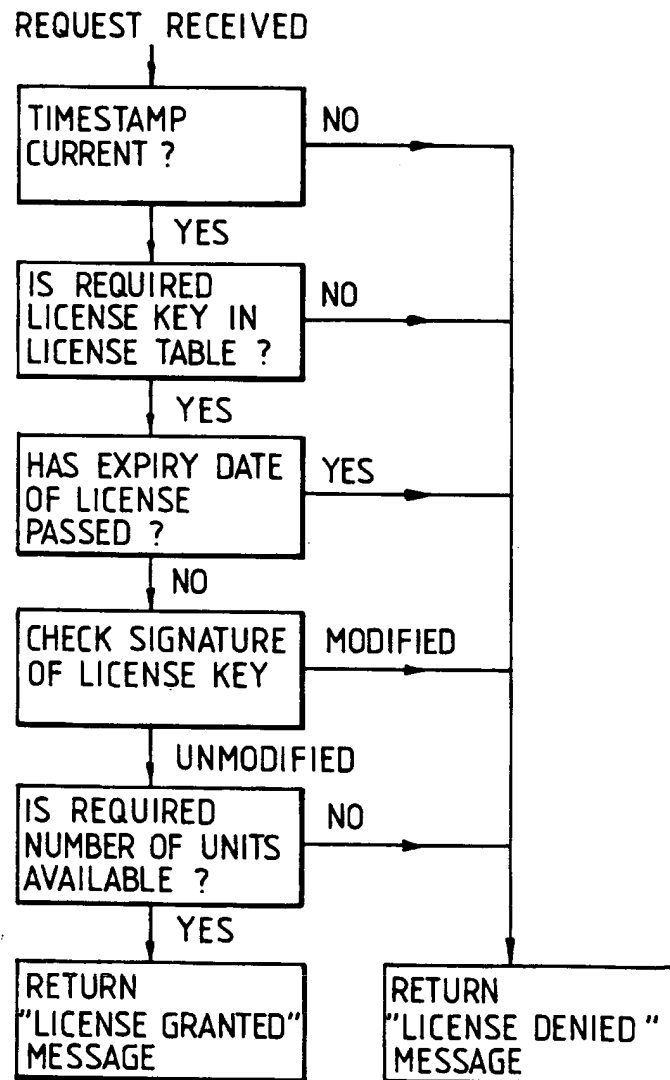 REQUEST RECEIVED
TIMESTAMP
CURRENT ?
NO
YES
IS REQUIRED
LICENSE KEY IN
LICENSE TABLE ?
NO
YES
HAS EXPIRY DATE
OF LICENSE
PASSED ?
YES
NO
CHECK SIGNATURE
OF LICENSE KEY
MODIFIED
UNMODIFIED
IS REQUIRED
NUMBER OF UNITS
AVAILABLE ?
NO
YES
RETURN
"LICENSE GRANTED"
MESSAGE
RETURN
"LICENSE DENIED"
MESSAGE